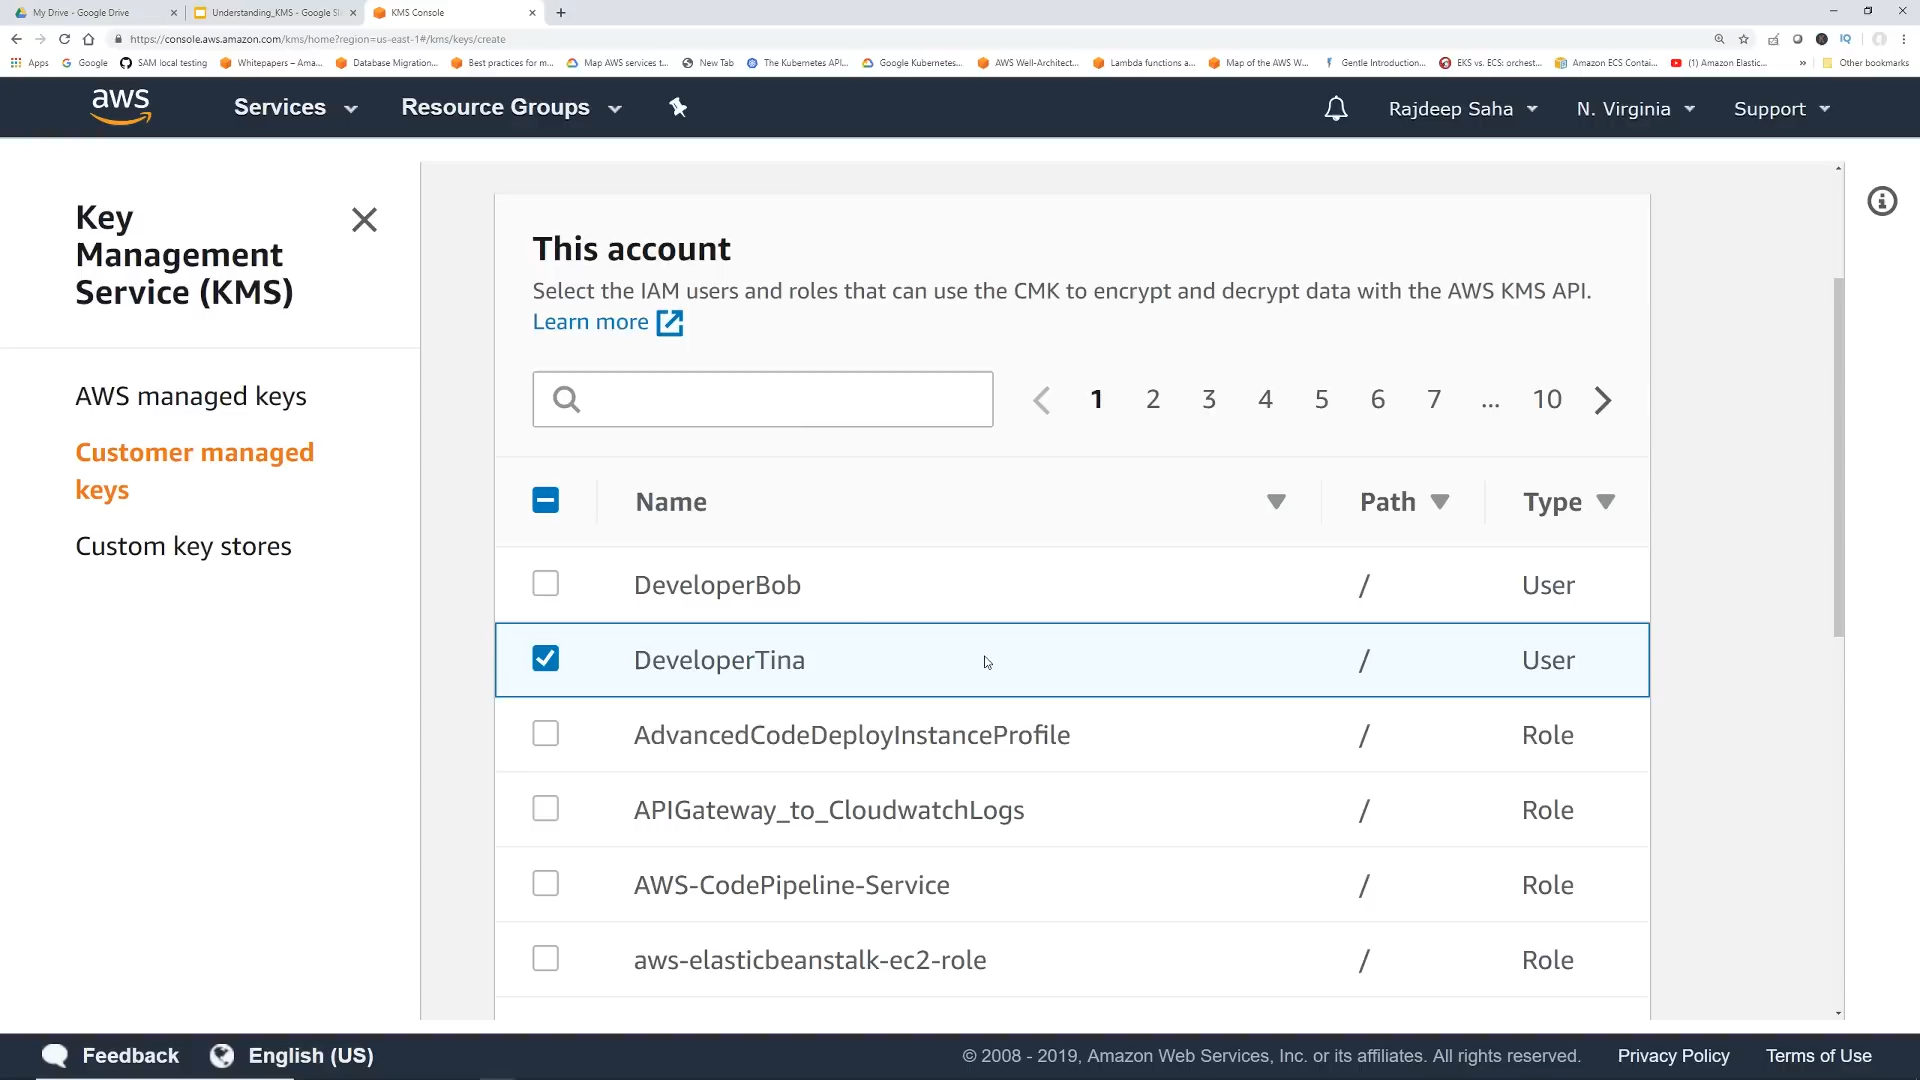 My Drive - Google Drive
Understanding_KMS - Google Sl
KMS Console
https://console.aws.amazon.com/kms/home?region=us-east-1#/kms/keys/create
IQ
Apps
Google
SAM local testing
Whitepapers – Ama...
Database Migration...
Best practices for m...
Map AWS services t...
New Tab
The Kubernetes API...
Google Kubernetes...
AWS Well-Architect...
Lambda functions a...
Map of the AWS W...
Gentle Introduction...
EKS vs. ECS: orchest...
Amazon ECS Contai...
(1) Amazon Elastic...
»
Other bookmarks
aws
Services
Resource Groups
Rajdeep Saha
N. Virginia
Support
Key
Management
Service (KMS)
AWS managed keys
Customer managed
keys
Custom key stores
This account
Select the IAM users and roles that can use the CMK to encrypt and decrypt data with the AWS KMS API.
Learn more
1 2 3 4 5 6 7 ... 10
Name Path Type
DeveloperBob / User
DeveloperTina / User
AdvancedCodeDeployInstanceProfile / Role
APIGateway_to_CloudwatchLogs / Role
AWS-CodePipeline-Service / Role
aws-elasticbeanstalk-ec2-role / Role
Feedback
English (US)
© 2008 - 2019, Amazon Web Services, Inc. or its affiliates. All rights reserved.
Privacy Policy
Terms of Use